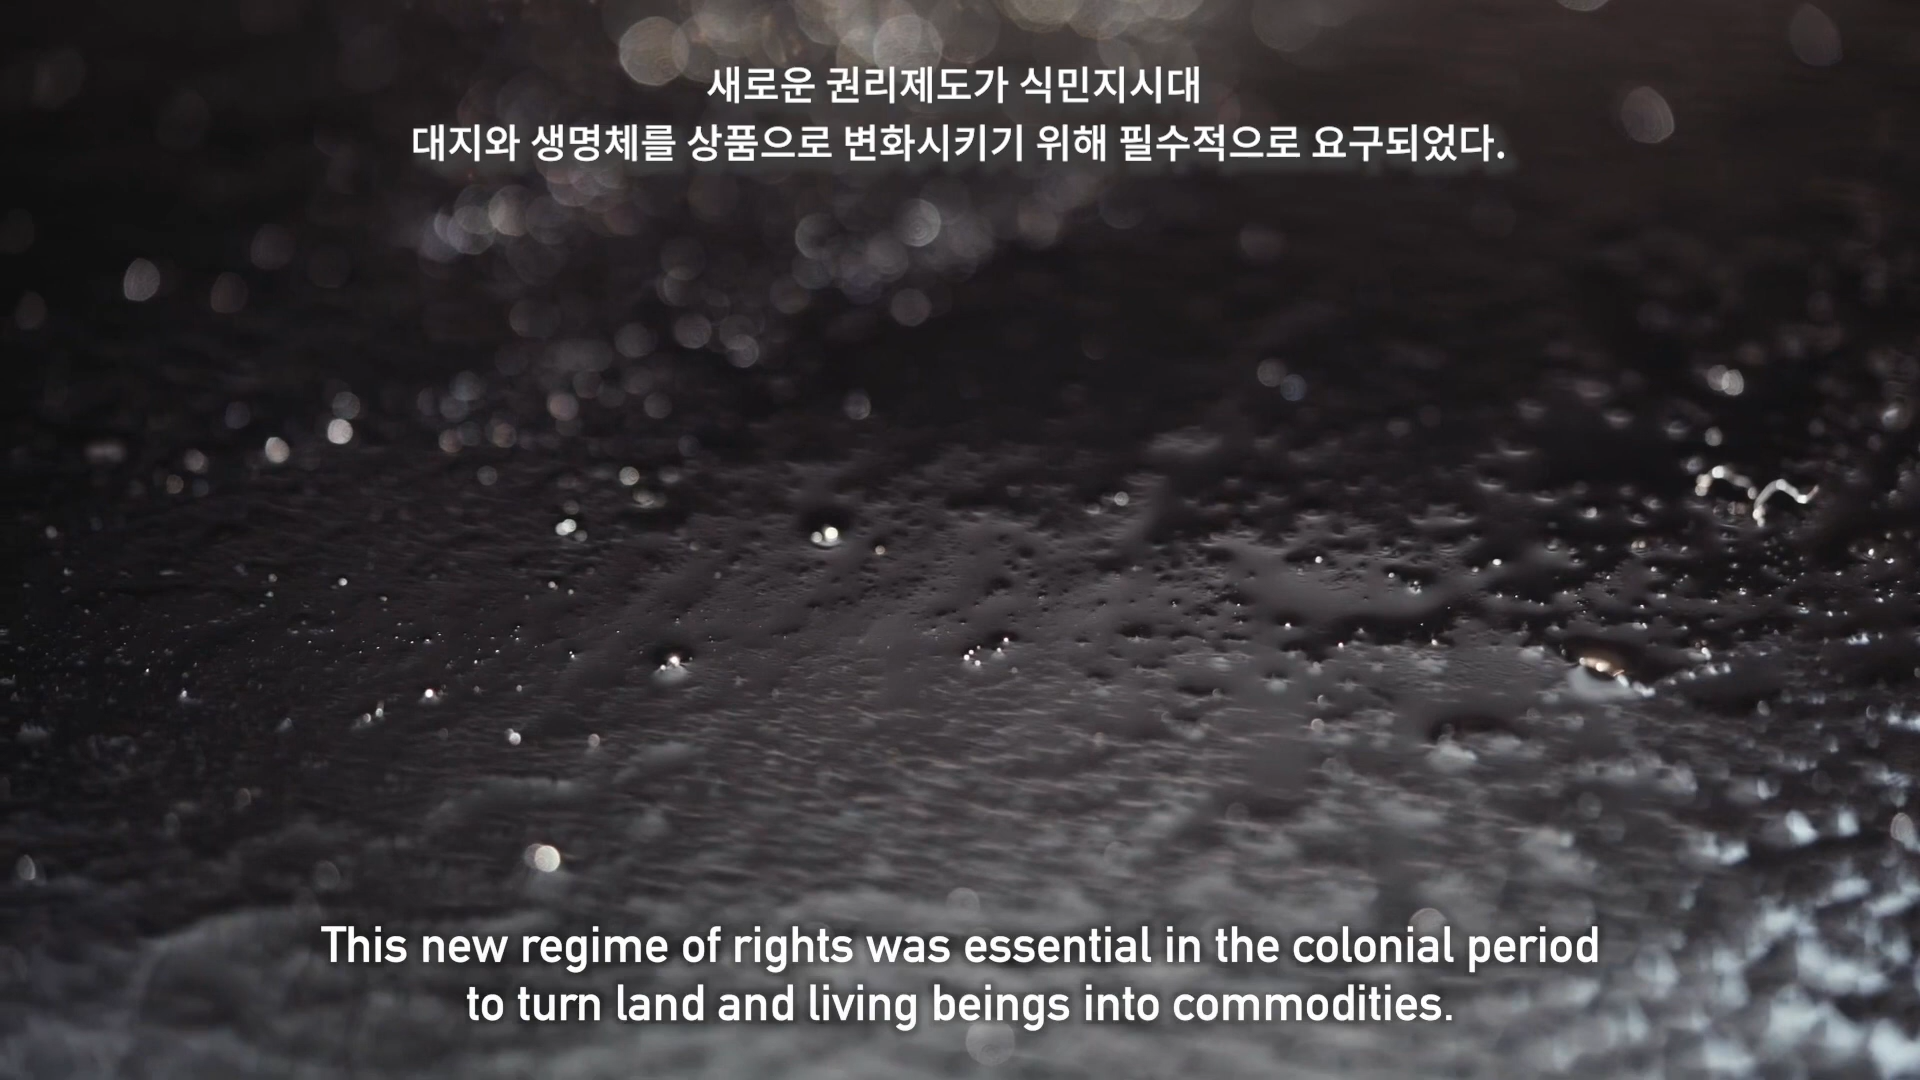 새로운 권리제도가 식민지시대
대지와 생명체를 상품으로 변화시키기 위해 필수적으로 요구되었다.
This new regime of rights was essential in the colonial period
to turn land and living beings into commodities.